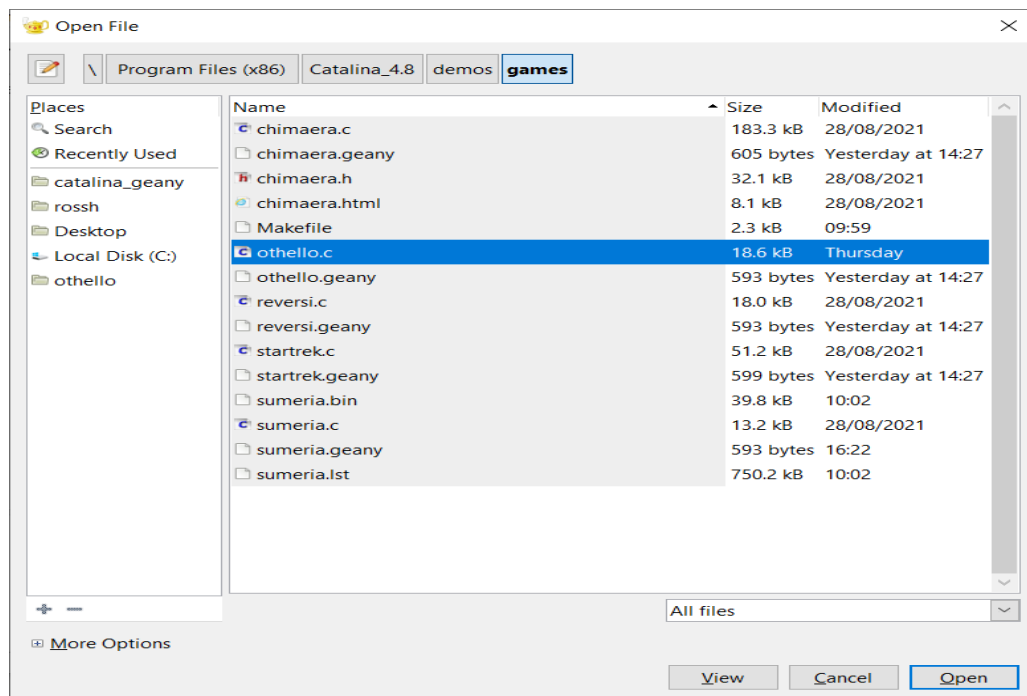 Open File
\ Program Files (x86) Catalina_4.8 demos games
Places
Search
Recently Used
catalina_geany
rossh
Desktop
Local Disk (C:)
othello
Name Size Modified
chimaera.c 183.3 kB 28/08/2021
chimaera.geany 605 bytes Yesterday at 14:27
chimaera.h 32.1 kB 28/08/2021
chimaera.html 8.1 kB 28/08/2021
Makefile 2.3 kB 09:59
othello.c 18.6 kB Thursday
othello.geany 593 bytes Yesterday at 14:27
reversi.c 18.0 kB 28/08/2021
reversi.geany 593 bytes Yesterday at 14:27
startrek.c 51.2 kB 28/08/2021
startrek.geany 599 bytes Yesterday at 14:27
sumeria.bin 39.8 kB 10:02
sumeria.c 13.2 kB 28/08/2021
sumeria.geany 593 bytes 16:22
sumeria.lst 750.2 kB 10:02
All files
More Options
View Cancel Open